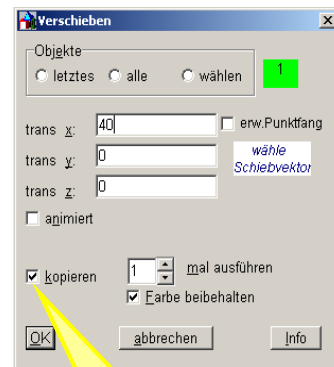 Verschieben
Objekte
letztes alle wählen 1
trans x: 40 erw.Punktfang
trans y: 0 wähle
Schiebvektor
trans z: 0
animiert
kopieren 1 mal ausführen
Farbe beibehalten
OK abbrechen Info